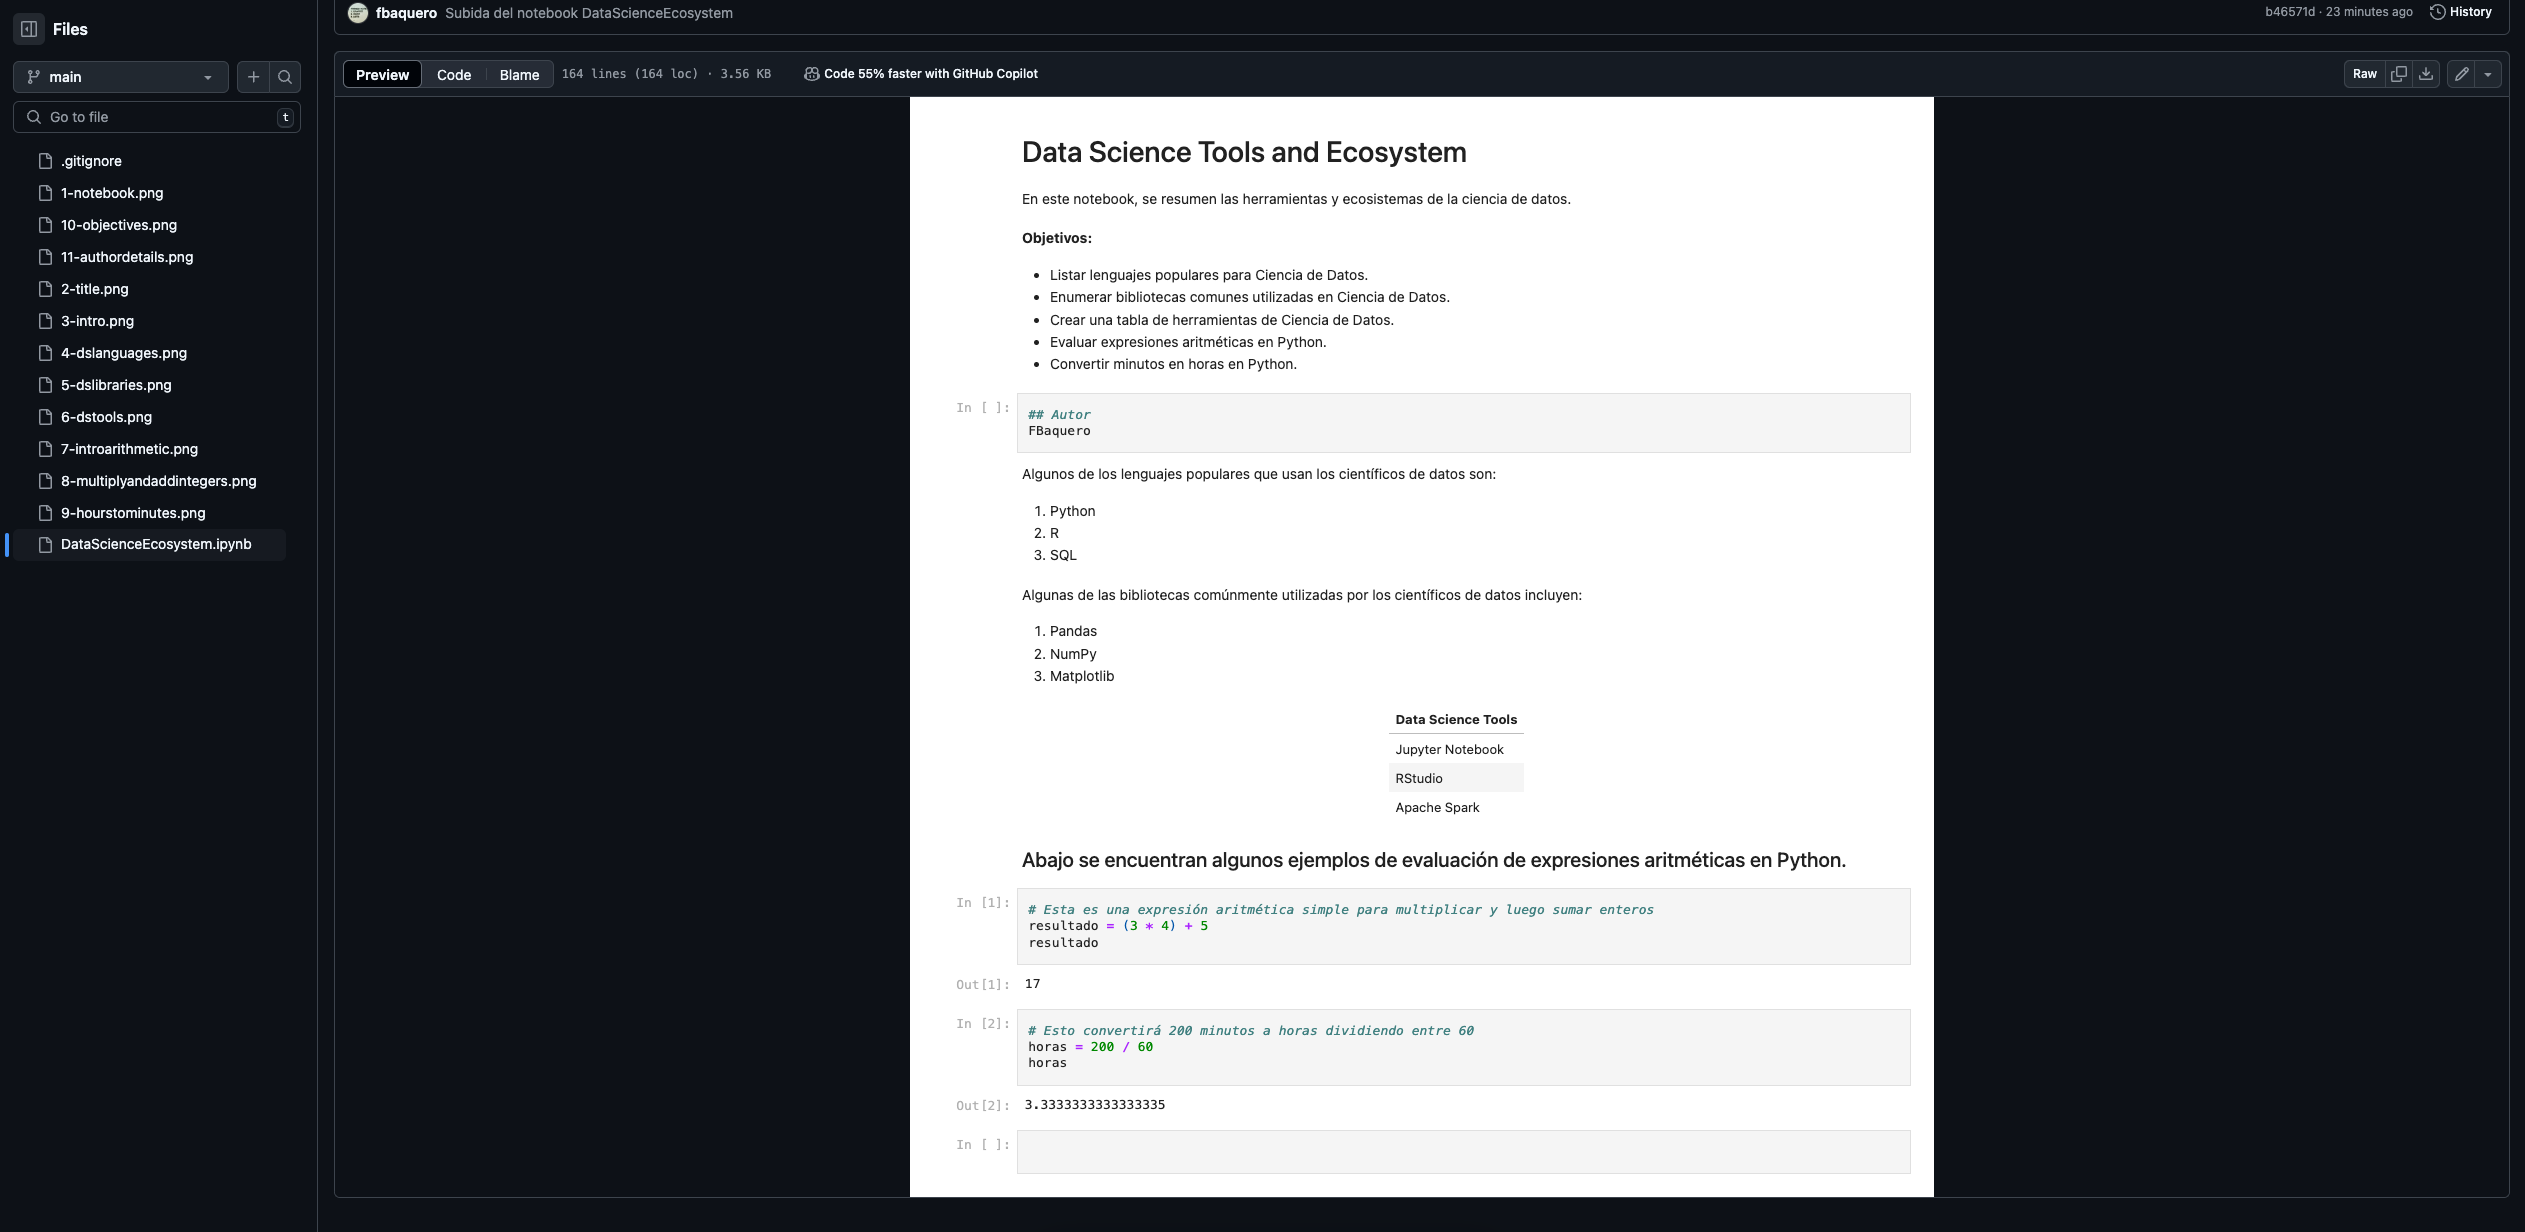 Files
main
Go to file
t
.gitignore
1-notebook.png
10-objectives.png
11-authordetails.png
2-title.png
3-intro.png
4-dslanguages.png
5-dslibraries.png
6-dstools.png
7-introarithmetic.png
8-multiplyandaddintegers.png
9-hourstominutes.png
DataScienceEcosystem.ipynb
fbaquero Subida del notebook DataScienceEcosystem
b46571d · 23 minutes ago History
Preview Code Blame 164 lines (164 loc) · 3.56 KB Code 55% faster with GitHub Copilot Raw
Data Science Tools and Ecosystem
En este notebook, se resumen las herramientas y ecosistemas de la ciencia de datos.
Objetivos:
• Listar lenguajes populares para Ciencia de Datos.
• Enumerar bibliotecas comunes utilizadas en Ciencia de Datos.
• Crear una tabla de herramientas de Ciencia de Datos.
• Evaluar expresiones aritméticas en Python.
• Convertir minutos en horas en Python.
In [ ]: ## Autor
FBaquero
Algunos de los lenguajes populares que usan los científicos de datos son:
1. Python
2. R
3. SQL
Algunas de las bibliotecas comúnmente utilizadas por los científicos de datos incluyen:
1. Pandas
2. NumPy
3. Matplotlib
Data Science Tools
Jupyter Notebook
RStudio
Apache Spark
Abajo se encuentran algunos ejemplos de evaluación de expresiones aritméticas en Python.
In [1]: # Esta es una expresión aritmética simple para multiplicar y luego sumar enteros
resultado = (3 * 4) + 5
resultado
Out[1]: 17
In [2]: # Esto convertirá 200 minutos a horas dividiendo entre 60
horas = 200 / 60
horas
Out[2]: 3.3333333333333335
In [ ]: